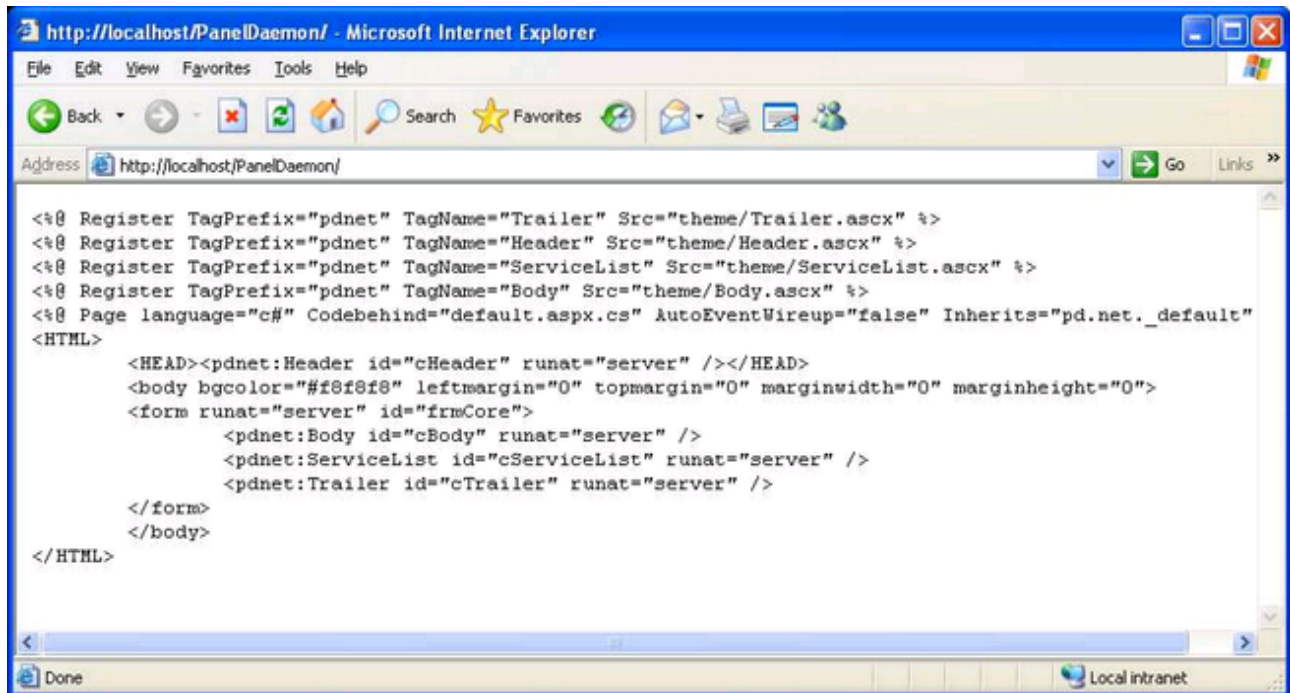 http://localhost/PanelDaemon/ - Microsoft Internet Explorer
File Edit View Favorites Tools Help
Back Search Favorites
Address http://localhost/PanelDaemon/ Go Links »
<%@ Register TagPrefix="pdnet" TagName="Trailer" Src="theme/Trailer.ascx" %>
<%@ Register TagPrefix="pdnet" TagName="Header" Src="theme/Header.ascx" %>
<%@ Register TagPrefix="pdnet" TagName="ServiceList" Src="theme/ServiceList.ascx" %>
<%@ Register TagPrefix="pdnet" TagName="Body" Src="theme/Body.ascx" %>
<%@ Page language="c#" Codebehind="default.aspx.cs" AutoEventWireup="false" Inherits="pd.net._default"
<HTML>
<HEAD><pdnet:Header id="cHeader" runat="server" /></HEAD>
<body bgcolor="#f8f8f8" leftmargin="0" topmargin="0" marginwidth="0" marginheight="0">
<form runat="server" id="frmCore">
<pdnet:Body id="cBody" runat="server" />
<pdnet:ServiceList id="cServiceList" runat="server" />
<pdnet:Trailer id="cTrailer" runat="server" />
</form>
</body>
</HTML>
Done Local intranet